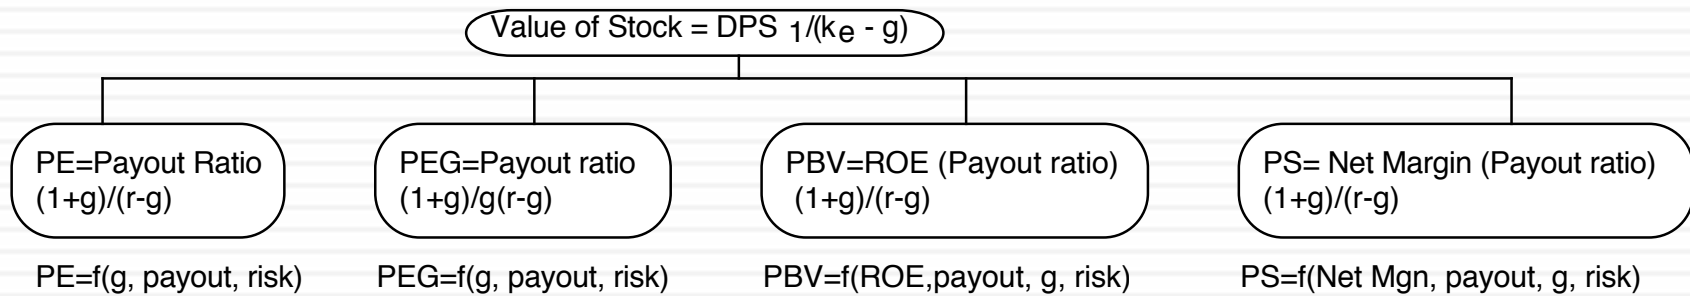 Value of Stock = DPS 1/(ke - g)
PE=Payout Ratio
(1+g)/(r-g)
PEG=Payout ratio
(1+g)/g(r-g)
PBV=ROE (Payout ratio)
(1+g)/(r-g)
PS= Net Margin (Payout ratio)
(1+g)/(r-g)
PE=f(g, payout, risk)
PEG=f(g, payout, risk)
PBV=f(ROE,payout, g, risk)
PS=f(Net Mgn, payout, g, risk)